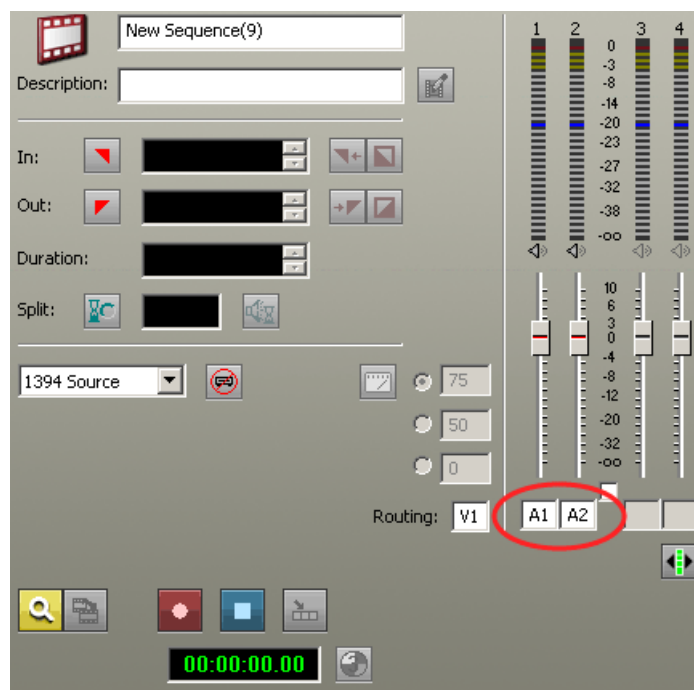 New Sequence(9)
Description:
In:
Out:
Duration:
Split:
1394 Source
75
50
0
Routing: V1 A1 A2
00:00:00.00
1 2 3 4
0
-3
-8
-14
-20
-23
-27
-32
-38
-oo
10
6
3
0
-4
-8
-12
-20
-32
-oo